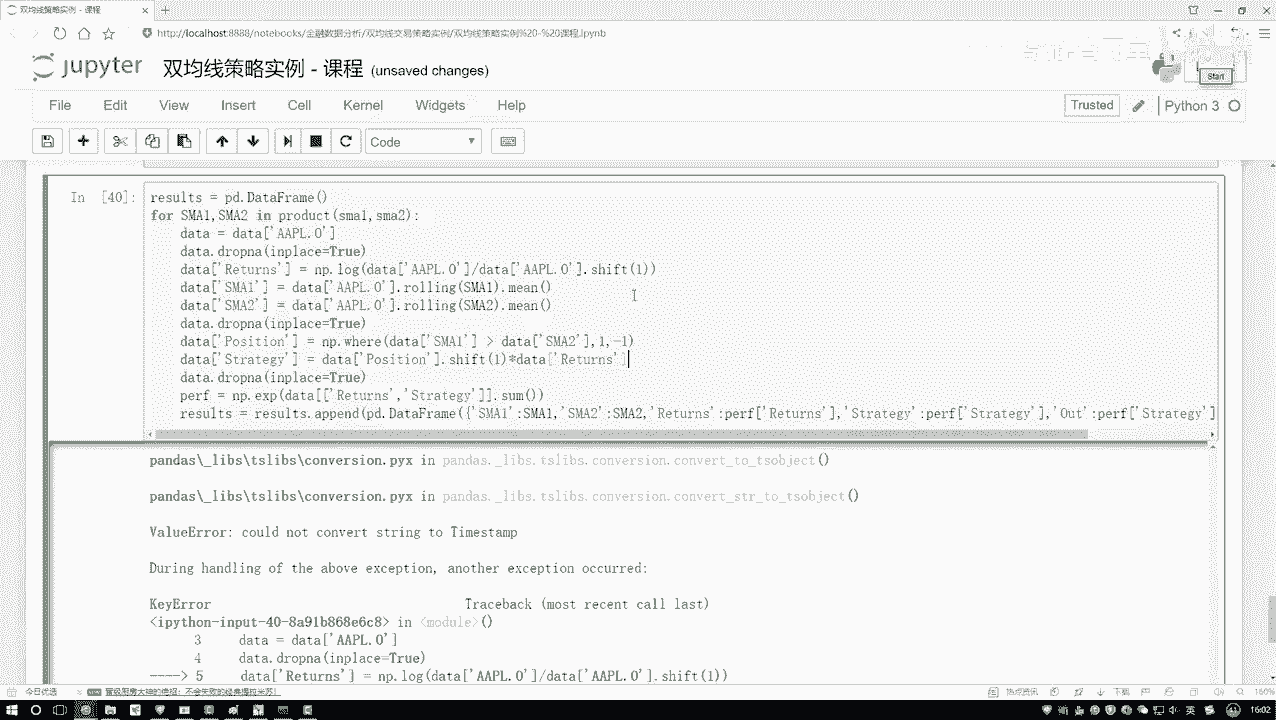 双均线策略实例 - 课程
http://localhost:8888/notebooks/金融数据分析/双均线交易策略实例/双均线策略实例%20-%20课程.ipynb
jupyter 双均线策略实例 - 课程 (unsaved changes)
Start
File Edit View Insert Cell Kernel Widgets Help
Trusted Python 3
Code
In [40]:
results = pd.DataFrame()
for SMA1,SMA2 in product(sma1,sma2):
data = data['AAPL.O']
data.dropna(inplace=True)
data['Returns'] = np.log(data['AAPL.O']/data['AAPL.O'].shift(1))
data['SMA1'] = data['AAPL.O'].rolling(SMA1).mean()
data['SMA2'] = data['AAPL.O'].rolling(SMA2).mean()
data.dropna(inplace=True)
data['Position'] = np.where(data['SMA1'] > data['SMA2'],1,-1)
data['Strategy'] = data['Position'].shift(1)*data['Returns']
data.dropna(inplace=True)
perf = np.exp(data[['Returns','Strategy']].sum())
results = results.append(pd.DataFrame({'SMA1':SMA1,'SMA2':SMA2,'Returns':perf['Returns'],'Strategy':perf['Strategy'],'Out':perf['Strategy']
pandas\_libs\tslibs\conversion.pyx in pandas._libs.tslibs.conversion.convert_to_tsobject()
pandas\_libs\tslibs\conversion.pyx in pandas._libs.tslibs.conversion.convert_str_to_tsobject()
ValueError: could not convert string to Timestamp
During handling of the above exception, another exception occurred:
KeyError Traceback (most recent call last)
<ipython-input-40-8a91b868e6c8> in <module>()
3 data = data['AAPL.O']
4 data.dropna(inplace=True)
----> 5 data['Returns'] = np.log(data['AAPL.O']/data['AAPL.O'].shift(1))
今日优选
热点资讯 下载 160%
英 16:02